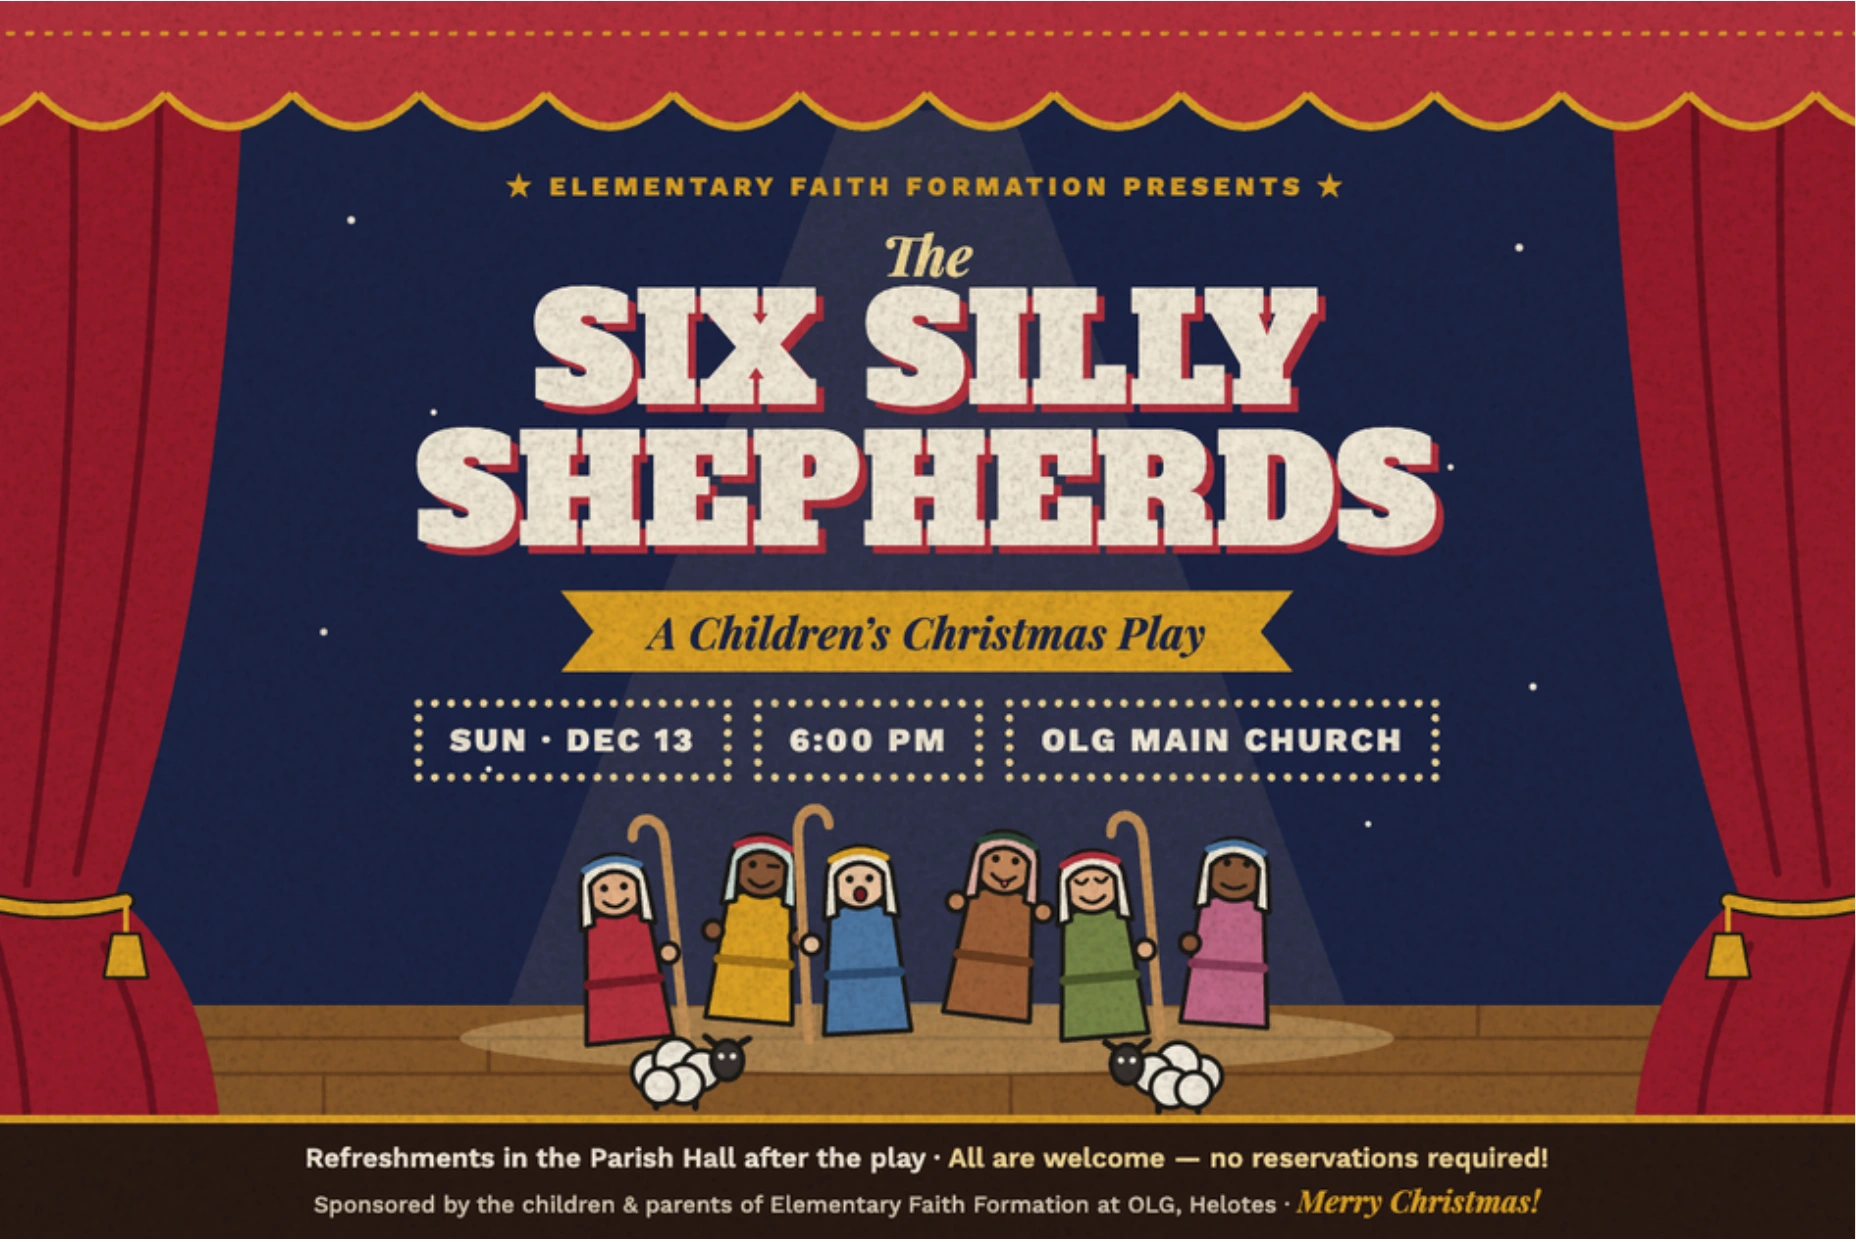 ★ ELEMENTARY FAITH FORMATION PRESENTS ★
The
SIX SILLY
SHEPHERDS
A Children's Christmas Play
SUN · DEC 13
6:00 PM
OLG MAIN CHURCH
Refreshments in the Parish Hall after the play · All are welcome — no reservations required!
Sponsored by the children & parents of Elementary Faith Formation at OLG, Helotes · Merry Christmas!